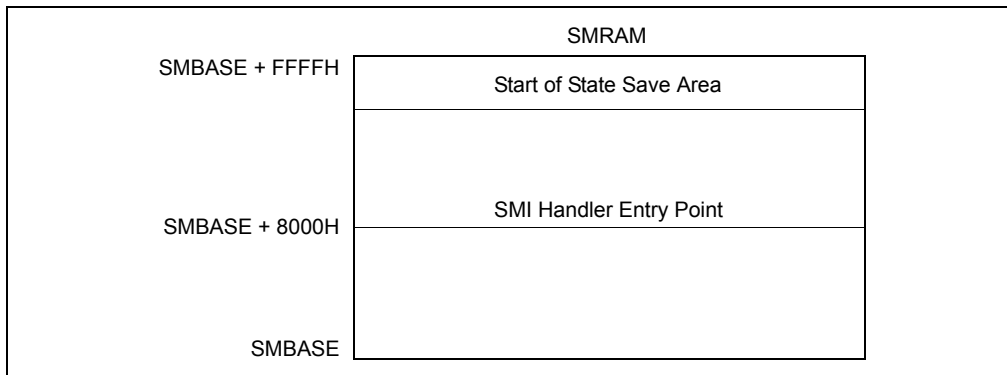 SMRAM
SMBASE + FFFFH
Start of State Save Area
SMI Handler Entry Point
SMBASE + 8000H
SMBASE